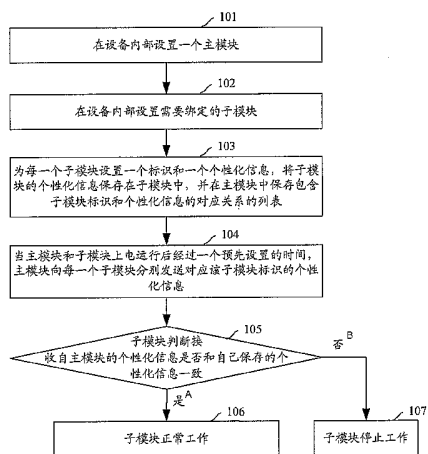 101
在设备内部设置一个主模块
102
在设备内部设置需要绑定的子模块
103
为每一个子模块设置一个标识和一个个性化信息，将子模
块的个性化信息保存在子模块中，并在主模块中保存包含
子模块标识和个性化信息的对应关系的列表
104
当主模块和子模块上电运行后经过一个预先设置的时间，
主模块向每一个子模块分别发送对应该子模块标识的个性
化信息
105
子模块判断接
收自主模块的个性化信息是否和自己保存的个
性化信息一致
否B
是A
106
子模块正常工作
107
子模块停止工作